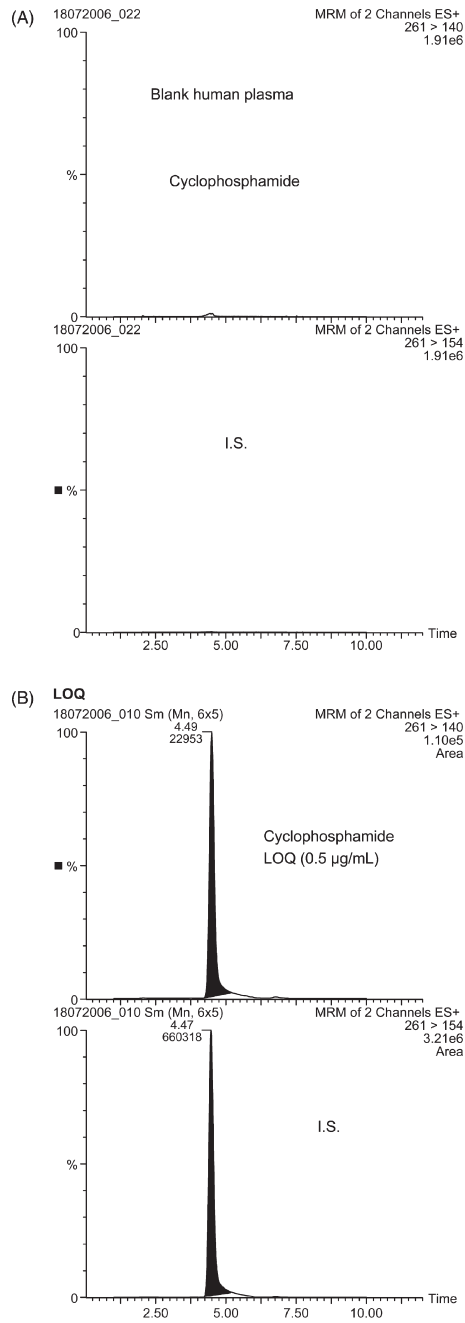 (A)
18072006_022
MRM of 2 Channels ES+
261 > 140
1.91e6
100
Blank human plasma
%
Cyclophosphamide
0
18072006_022
MRM of 2 Channels ES+
261 > 154
1.91e6
100
I.S.
%
0
Time
2.50 5.00 7.50 10.00
(B) LOQ
18072006_010 Sm (Mn, 6x5)
MRM of 2 Channels ES+
261 > 140
1.10e5
Area
4.49
22953
100
Cyclophosphamide
LOQ (0.5 µg/mL)
%
0
18072006_010 Sm (Mn, 6x5)
MRM of 2 Channels ES+
261 > 154
3.21e6
Area
4.47
660318
100
I.S.
%
0
Time
2.50 5.00 7.50 10.00